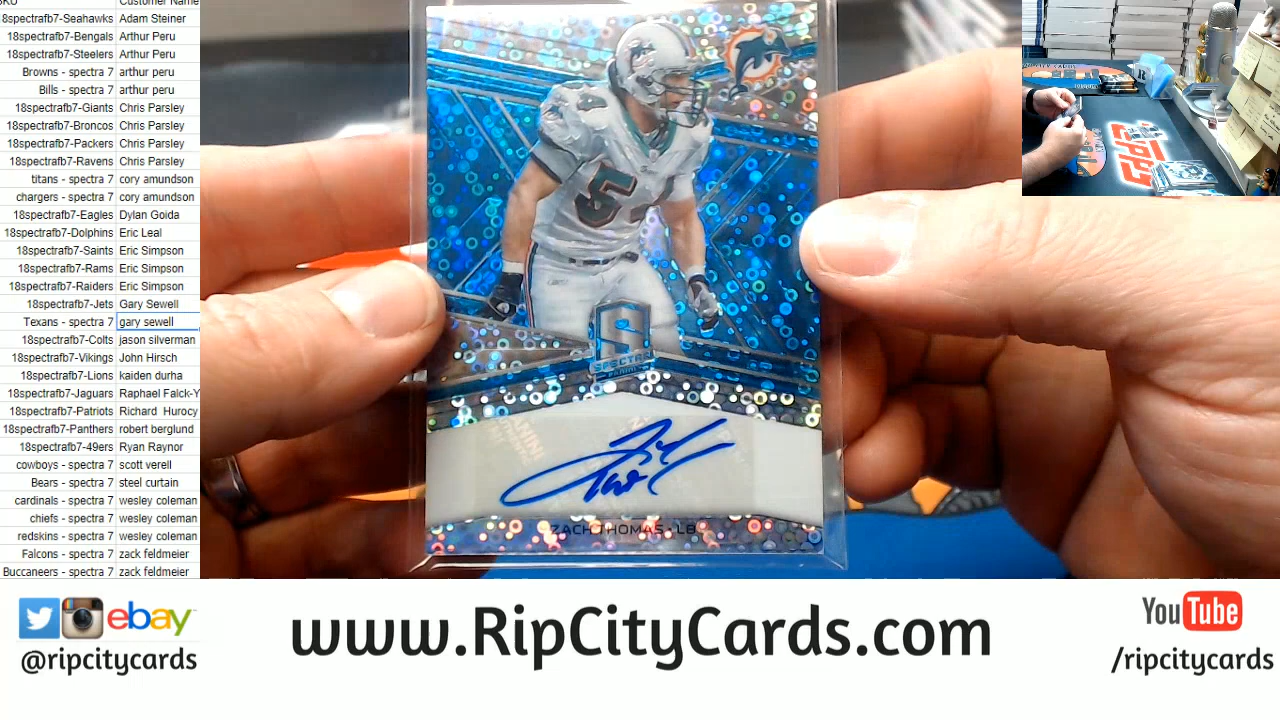 SKU Customer Name
18spectrafb7-Seahawks Adam Steiner
18spectrafb7-Bengals Arthur Peru
18spectrafb7-Steelers Arthur Peru
Browns - spectra 7 arthur peru
Bills - spectra 7 arthur peru
18spectrafb7-Giants Chris Parsley
18spectrafb7-Broncos Chris Parsley
18spectrafb7-Packers Chris Parsley
18spectrafb7-Ravens Chris Parsley
titans - spectra 7 cory amundson
chargers - spectra 7 cory amundson
18spectrafb7-Eagles Dylan Goida
18spectrafb7-Dolphins Eric Leal
18spectrafb7-Saints Eric Simpson
18spectrafb7-Rams Eric Simpson
18spectrafb7-Raiders Eric Simpson
18spectrafb7-Jets Gary Sewell
Texans - spectra 7 gary sewell
18spectrafb7-Colts jason silverman
18spectrafb7-Vikings John Hirsch
18spectrafb7-Lions kaiden durha
18spectrafb7-Jaguars Raphael Falck-Y
18spectrafb7-Patriots Richard Hurocy
18spectrafb7-Panthers robert berglund
18spectrafb7-49ers Ryan Raynor
cowboys - spectra 7 scott verell
Bears - spectra 7 steel curtain
cardinals - spectra 7 wesley coleman
chiefs - spectra 7 wesley coleman
redskins - spectra 7 wesley coleman
Falcons - spectra 7 zack feldmeier
Buccaneers - spectra 7 zack feldmeier
54
S
SPECTRA
PANINI
ZACH THOMAS - LB
ebay
@ripcitycards
www.RipCityCards.com
YouTube
/ripcitycards